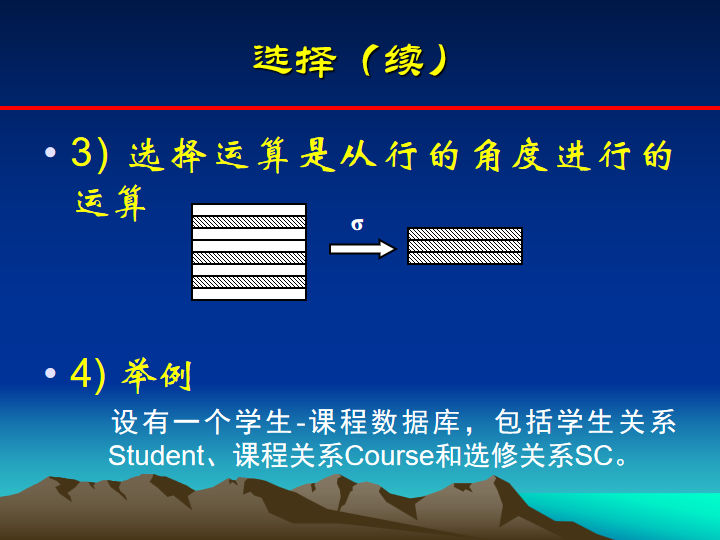 选择（续）
• 3) 选择运算是从行的角度进行的
运算
σ
• 4) 举例
设有一个学生-课程数据库，包括学生关系
Student、课程关系Course和选修关系SC。